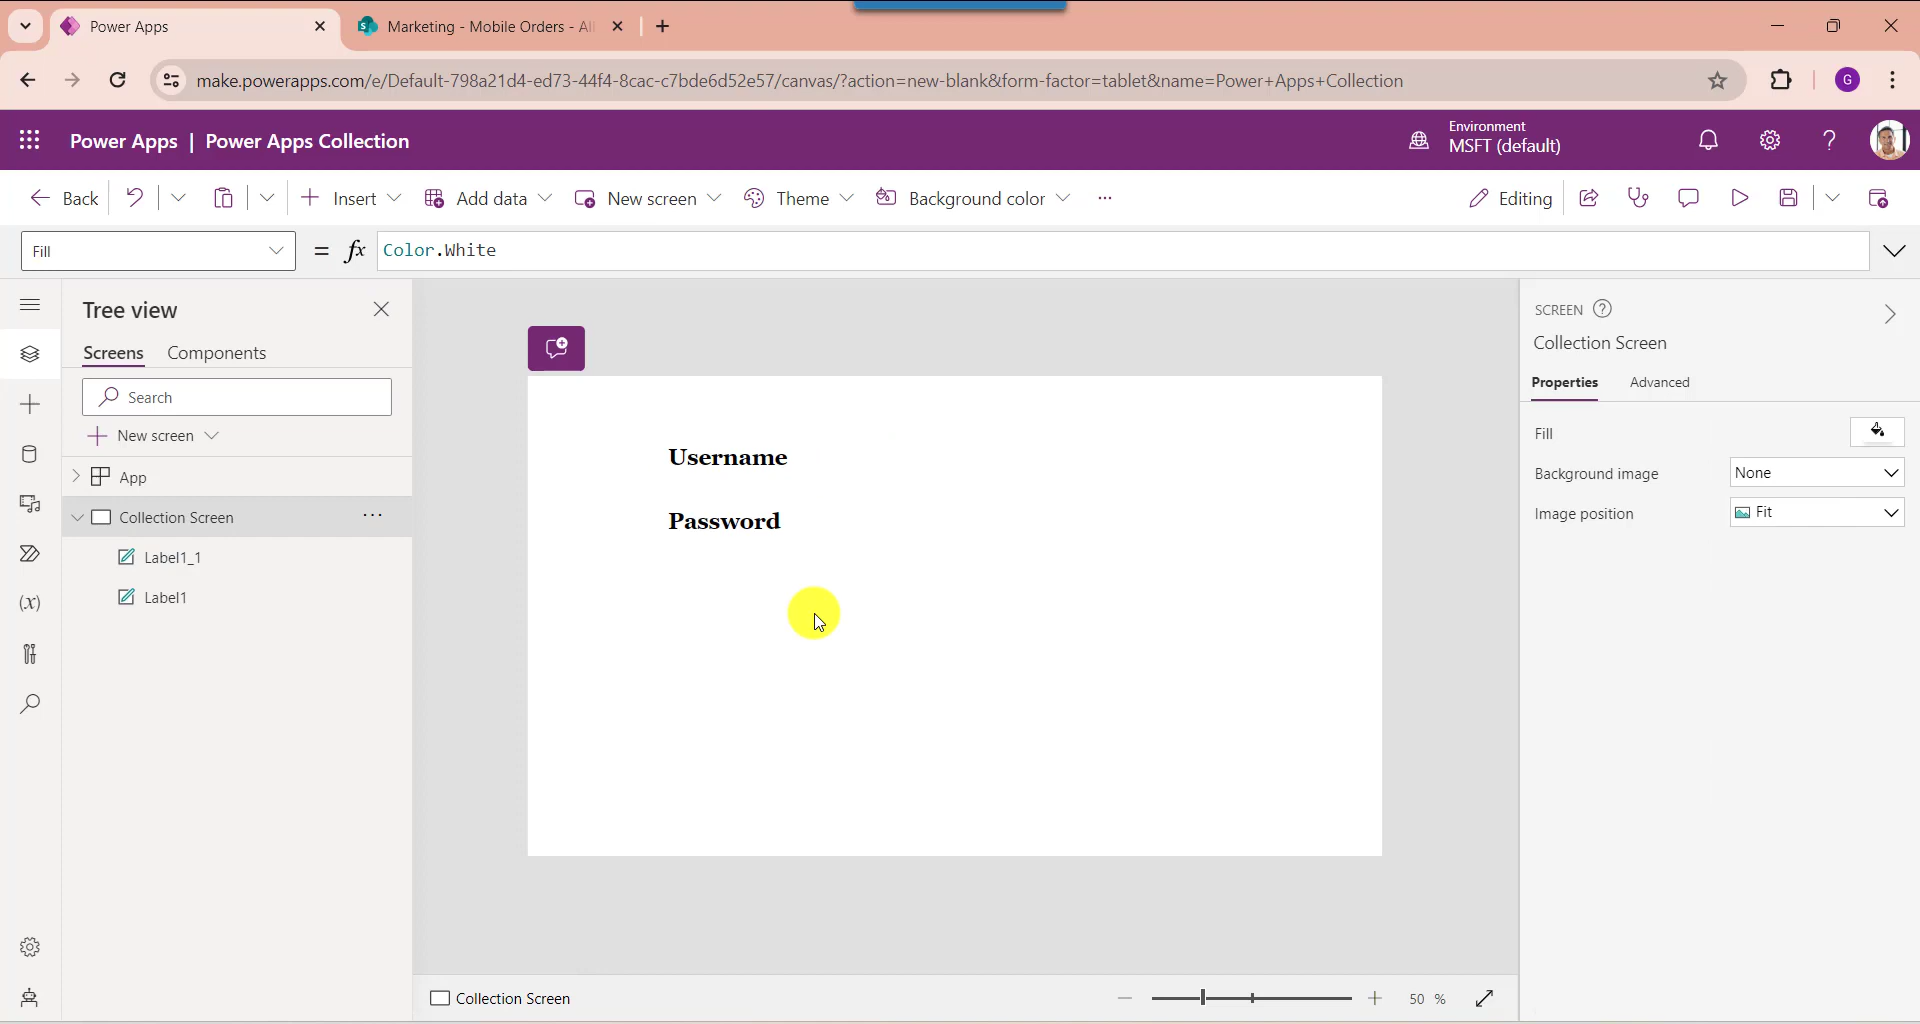 Power Apps
Marketing - Mobile Orders - Al
make.powerapps.com/e/Default-798a21d4-ed73-44f4-8cac-c7bde6d52e57/canvas/?action=new-blank&form-factor=tablet&name=Power+Apps+Collection
G
Power Apps | Power Apps Collection
Environment
MSFT (default)
Back
Insert
Add data
New screen
Theme
Background color
Editing
Fill
= fx Color.White
Tree view
Screens
Components
Search
New screen
App
Collection Screen
Label1_1
Label1
(x)
Username
Password
SCREEN
Collection Screen
Properties
Advanced
Fill
Background image
None
Image position
Fit
Collection Screen
50 %